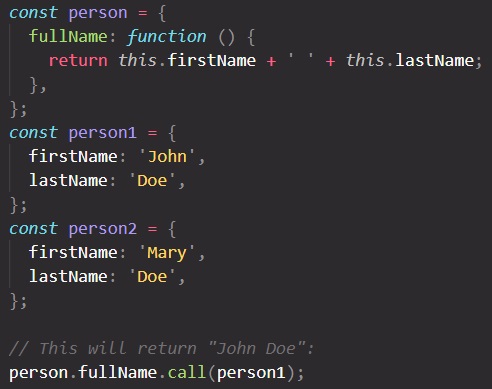 const person = {
  fullName: function () {
    return this.firstName + ' ' + this.lastName;
  },
};
const person1 = {
  firstName: 'John',
  lastName: 'Doe',
};
const person2 = {
  firstName: 'Mary',
  lastName: 'Doe',
};

// This will return "John Doe":
person.fullName.call(person1);